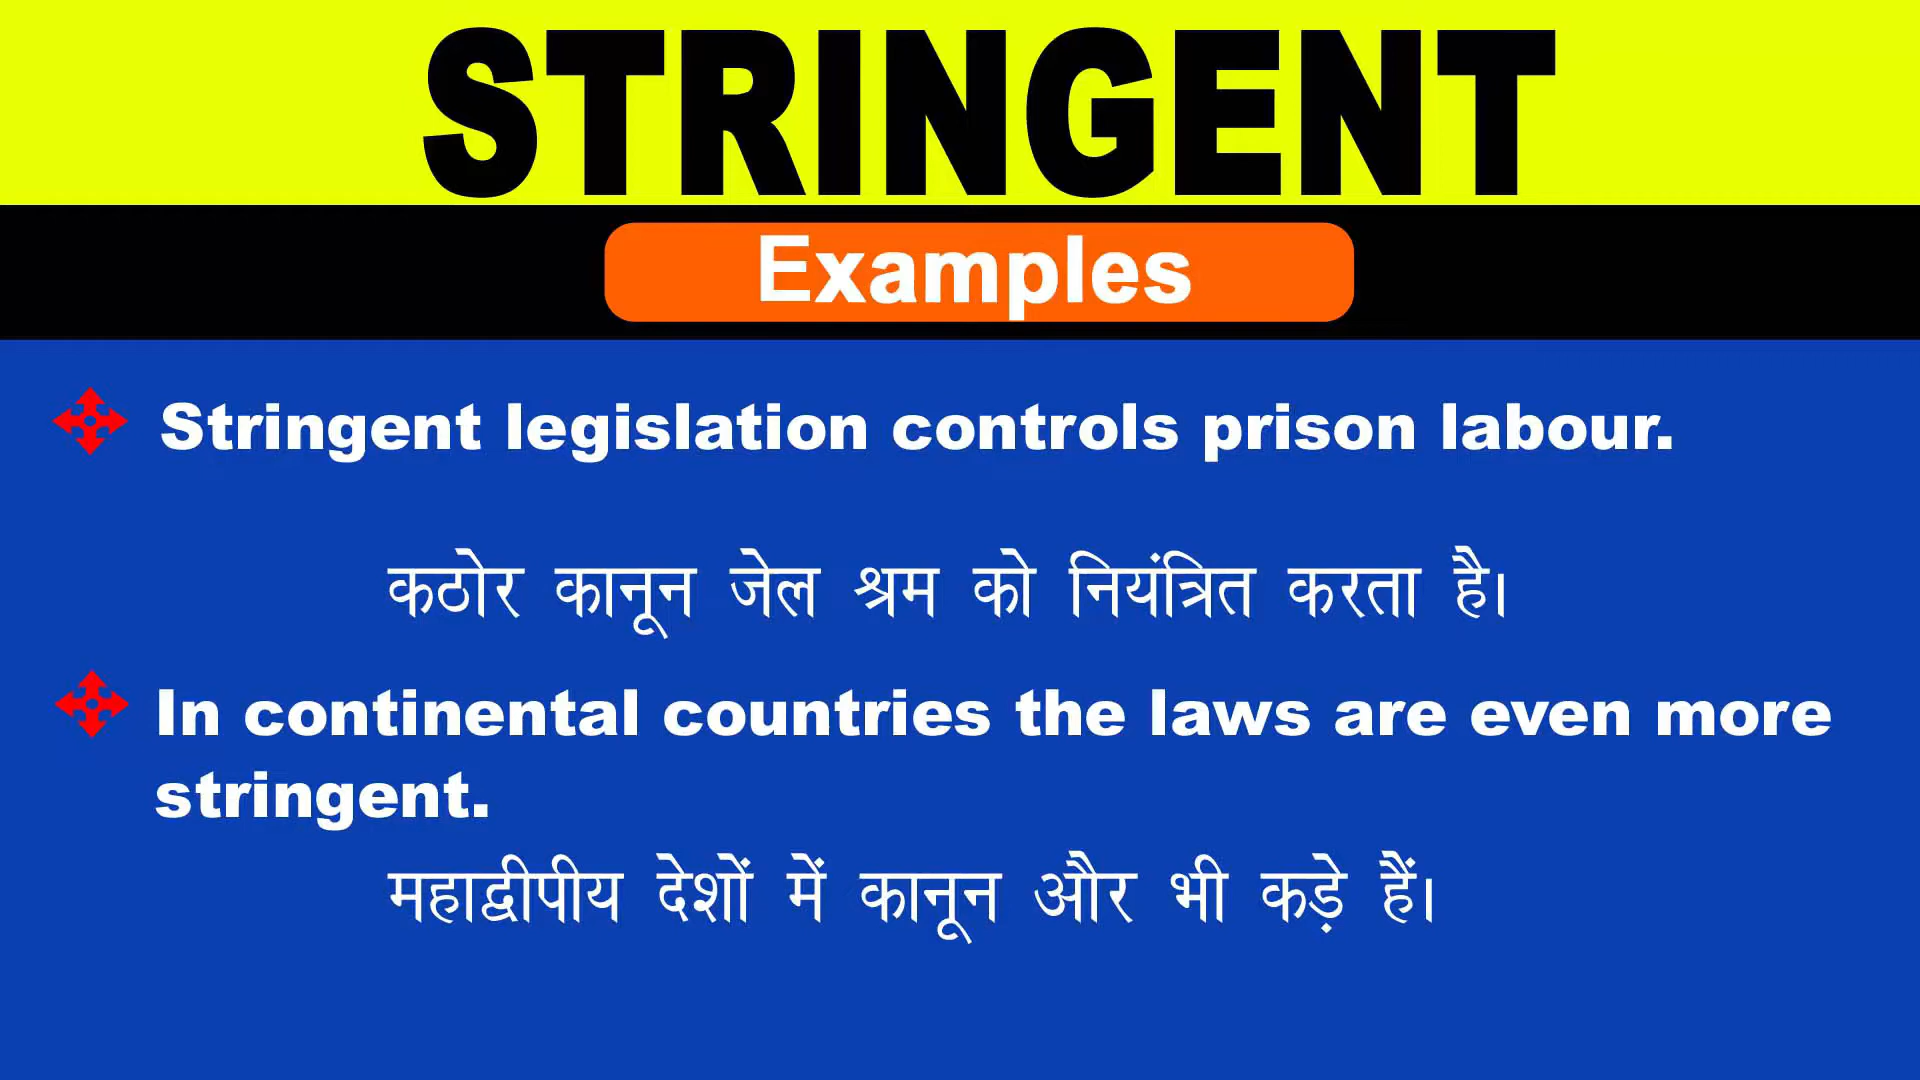 STRINGENT
Examples
Stringent legislation controls prison labour.
कठोर कानून जेल श्रम को नियंत्रित करता है।
In continental countries the laws are even more
stringent.
महाद्वीपीय देशों में कानून और भी कड़े हैं।